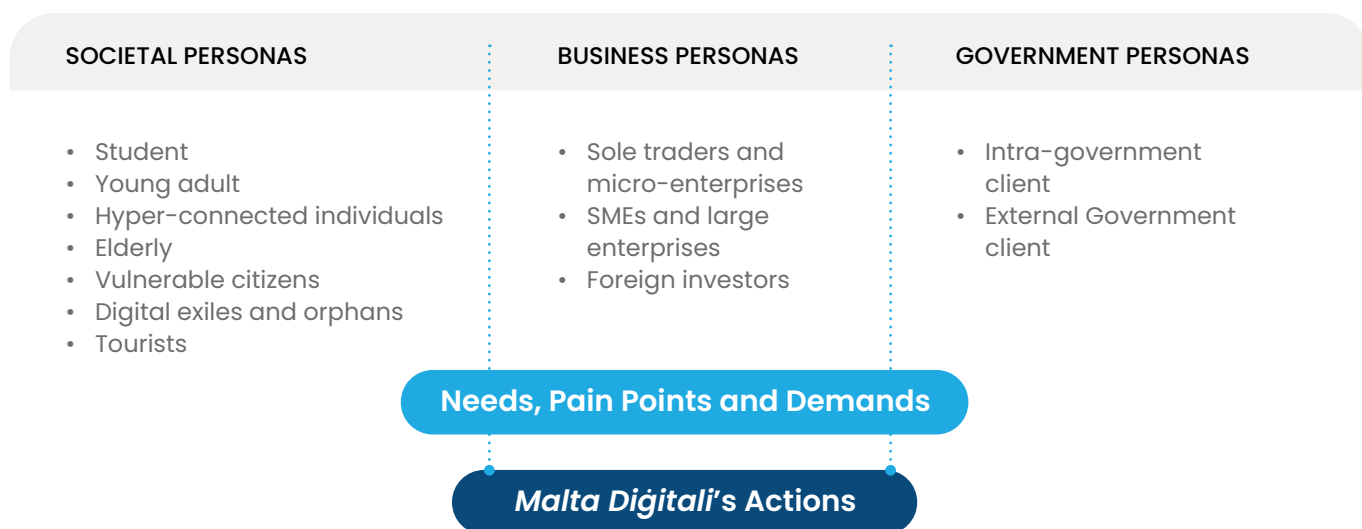 SOCIETAL PERSONAS
• Student
• Young adult
• Hyper-connected individuals
• Elderly
• Vulnerable citizens
• Digital exiles and orphans
• Tourists
BUSINESS PERSONAS
• Sole traders and
micro-enterprises
• SMEs and large
enterprises
• Foreign investors
GOVERNMENT PERSONAS
• Intra-government
client
• External Government
client
Needs, Pain Points and Demands
Malta Diġitali's Actions